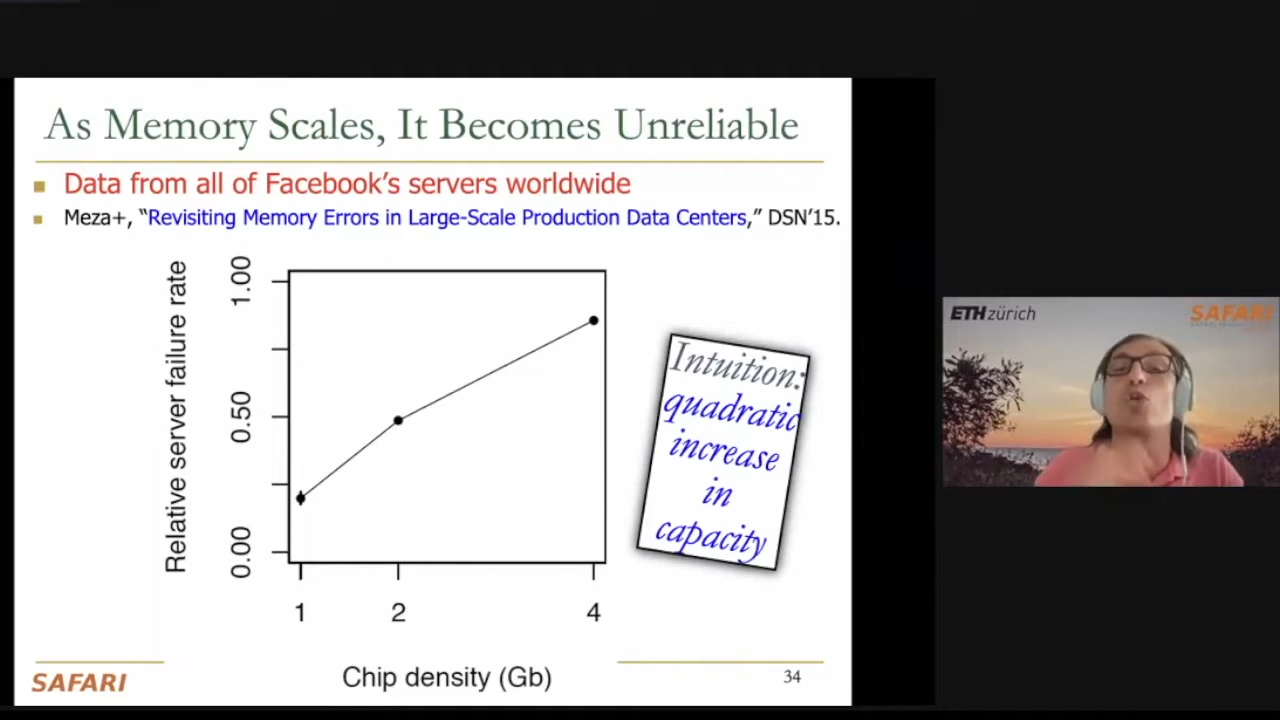 As Memory Scales, It Becomes Unreliable
Data from all of Facebook's servers worldwide
Meza+, “Revisiting Memory Errors in Large-Scale Production Data Centers,” DSN'15.
Relative server failure rate
1.00
0.50
0.00
1 2 4
Chip density (Gb)
Intuition:
quadratic
increase
in
capacity
SAFARI
34
ETH zürich
SAFARI